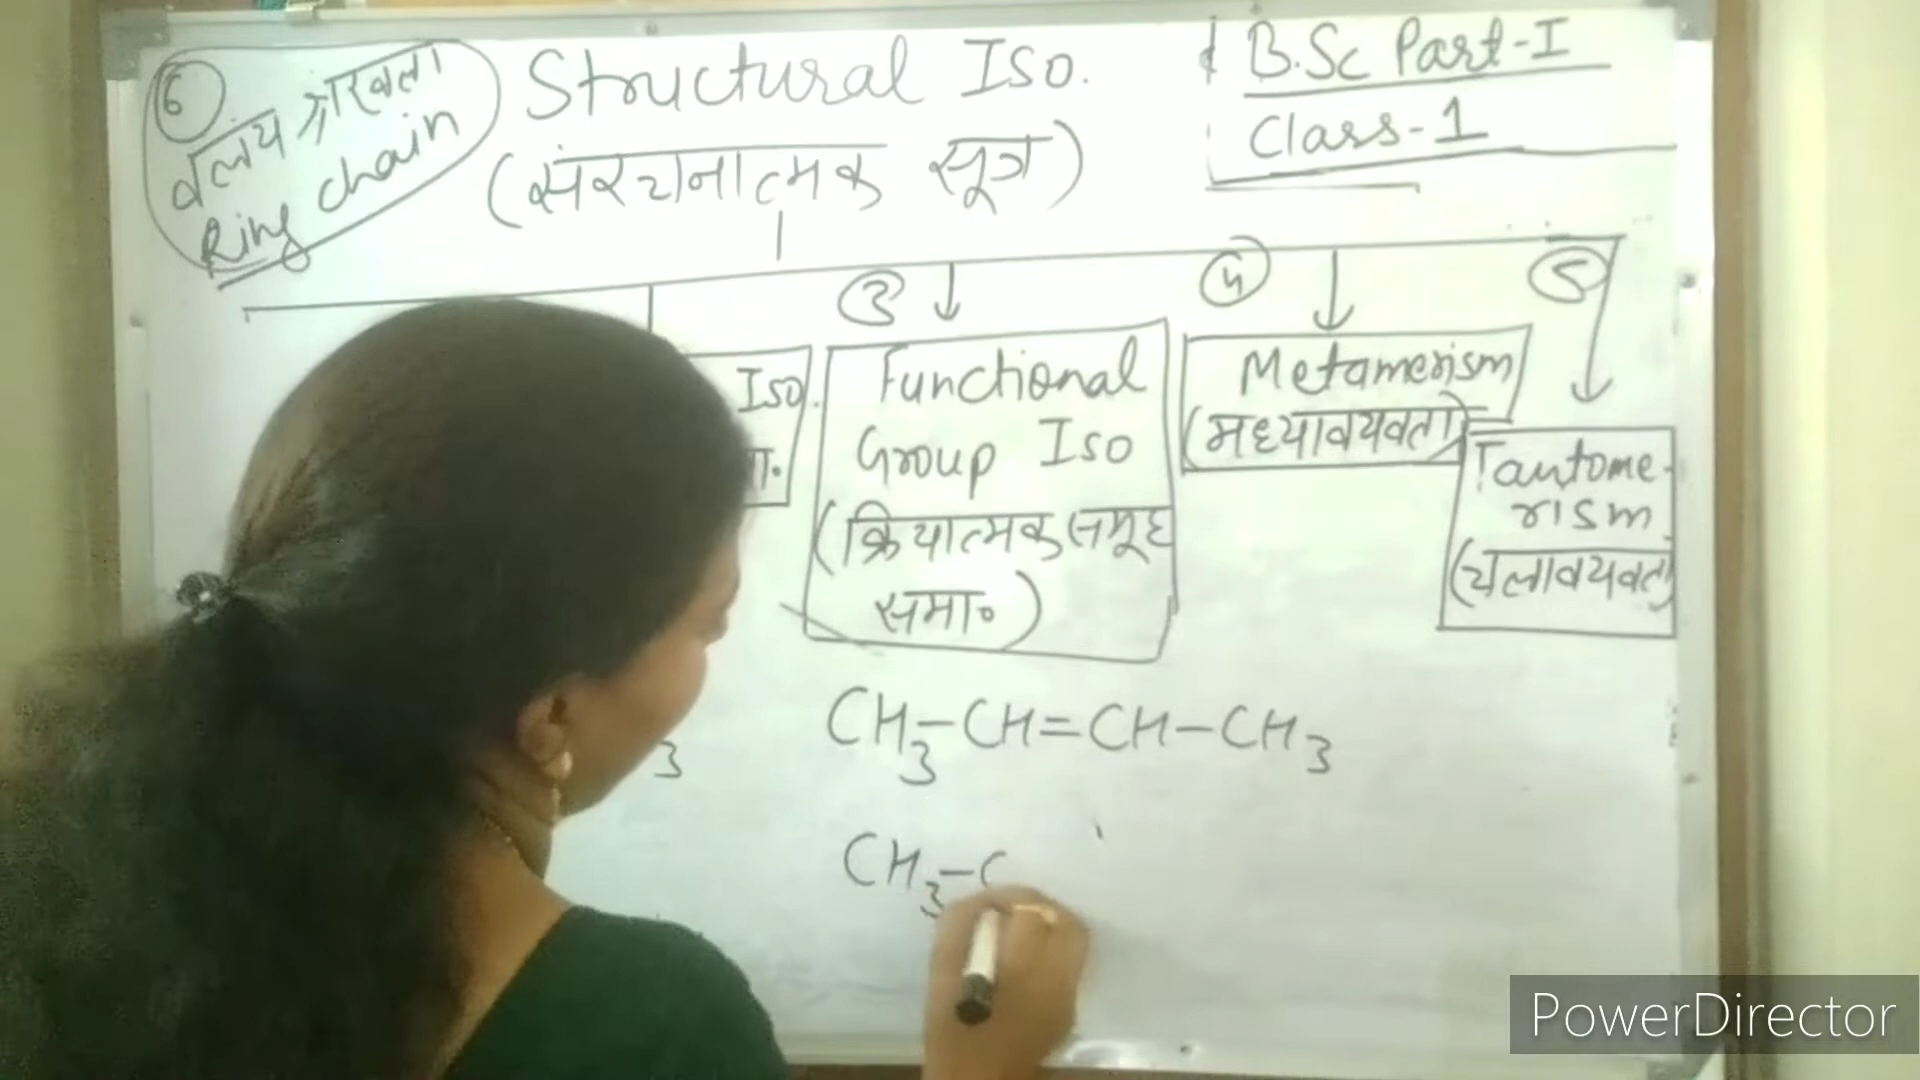 6
वलय श्रृंखला
Ring chain
Structural Iso.
(संरचनात्मक सूत्र)
B.Sc Part-I
Class-1
Iso.
3
Functional
Group Iso
(क्रियात्मक समूह
समा०)
4
Metamerism
(मध्यावयवता)
5
Tautome-
rism
(चलावयवता
3
CH3-CH=CH-CH3
CH3-C
PowerDirector